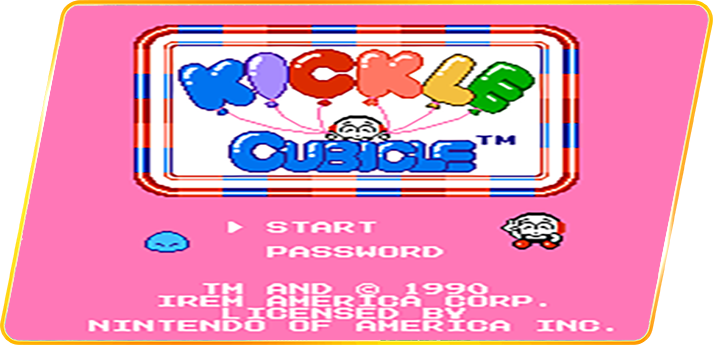 KICKLE
CUBICLE™
START
PASSWORD
TM AND © 1990
IREM AMERICA CORP.
LICENSED BY
NINTENDO OF AMERICA INC.